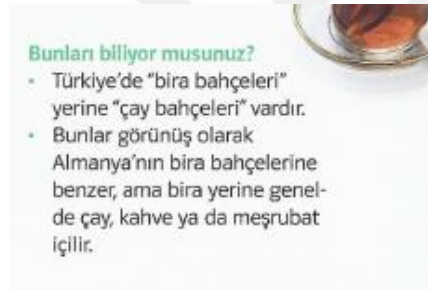 Bunları biliyor musunuz?
• Türkiye’de “bira bahçeleri”
yerine “çay bahçeleri” vardır.
• Bunlar görünüş olarak
Almanya’nın bira bahçelerine
benzer, ama bira yerine genel-
de çay, kahve ya da meşrubat
içilir.